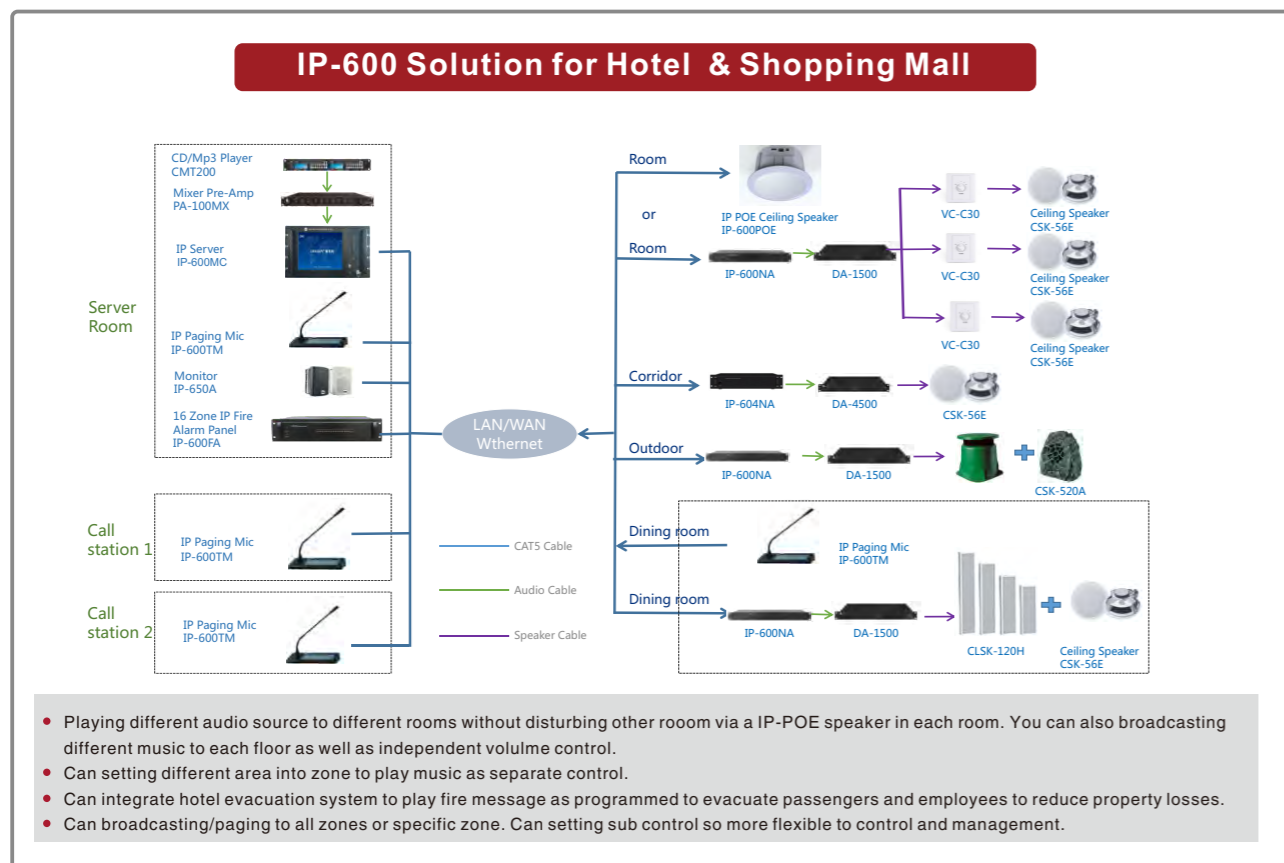 IP-600 Solution for Hotel & Shopping Mall
CD/Mp3 Player
CMT200
Mixer Pre-Amp
PA-100MX
IP Server
IP-600MC
Server
Room
IP Paging Mic
IP-600TM
Monitor
IP-650A
16 Zone IP Fire
Alarm Panel
IP-600FA
Call
station 1
IP Paging Mic
IP-600TM
Call
station 2
IP Paging Mic
IP-600TM
LAN/WAN
Wthernet
CAT5 Cable
Audio Cable
Speaker Cable
Room
or
IP POE Ceiling Speaker
IP-600POE
Room
IP-600NA
DA-1500
VC-C30
Ceiling Speaker
CSK-56E
VC-C30
Ceiling Speaker
CSK-56E
VC-C30
Ceiling Speaker
CSK-56E
Corridor
IP-604NA
DA-4500
CSK-56E
Outdoor
IP-600NA
DA-1500
CSK-520A
Dining room
IP Paging Mic
IP-600TM
Dining room
IP-600NA
DA-1500
CLSK-120H
Ceiling Speaker
CSK-56E
• Playing different audio source to different rooms without disturbing other rooom via a IP-POE speaker in each room. You can also broadcasting
different music to each floor as well as independent volulme control.
• Can setting different area into zone to play music as separate control.
• Can integrate hotel evacuation system to play fire message as programmed to evacuate passengers and employees to reduce property losses.
• Can broadcasting/paging to all zones or specific zone. Can setting sub control so more flexible to control and management.